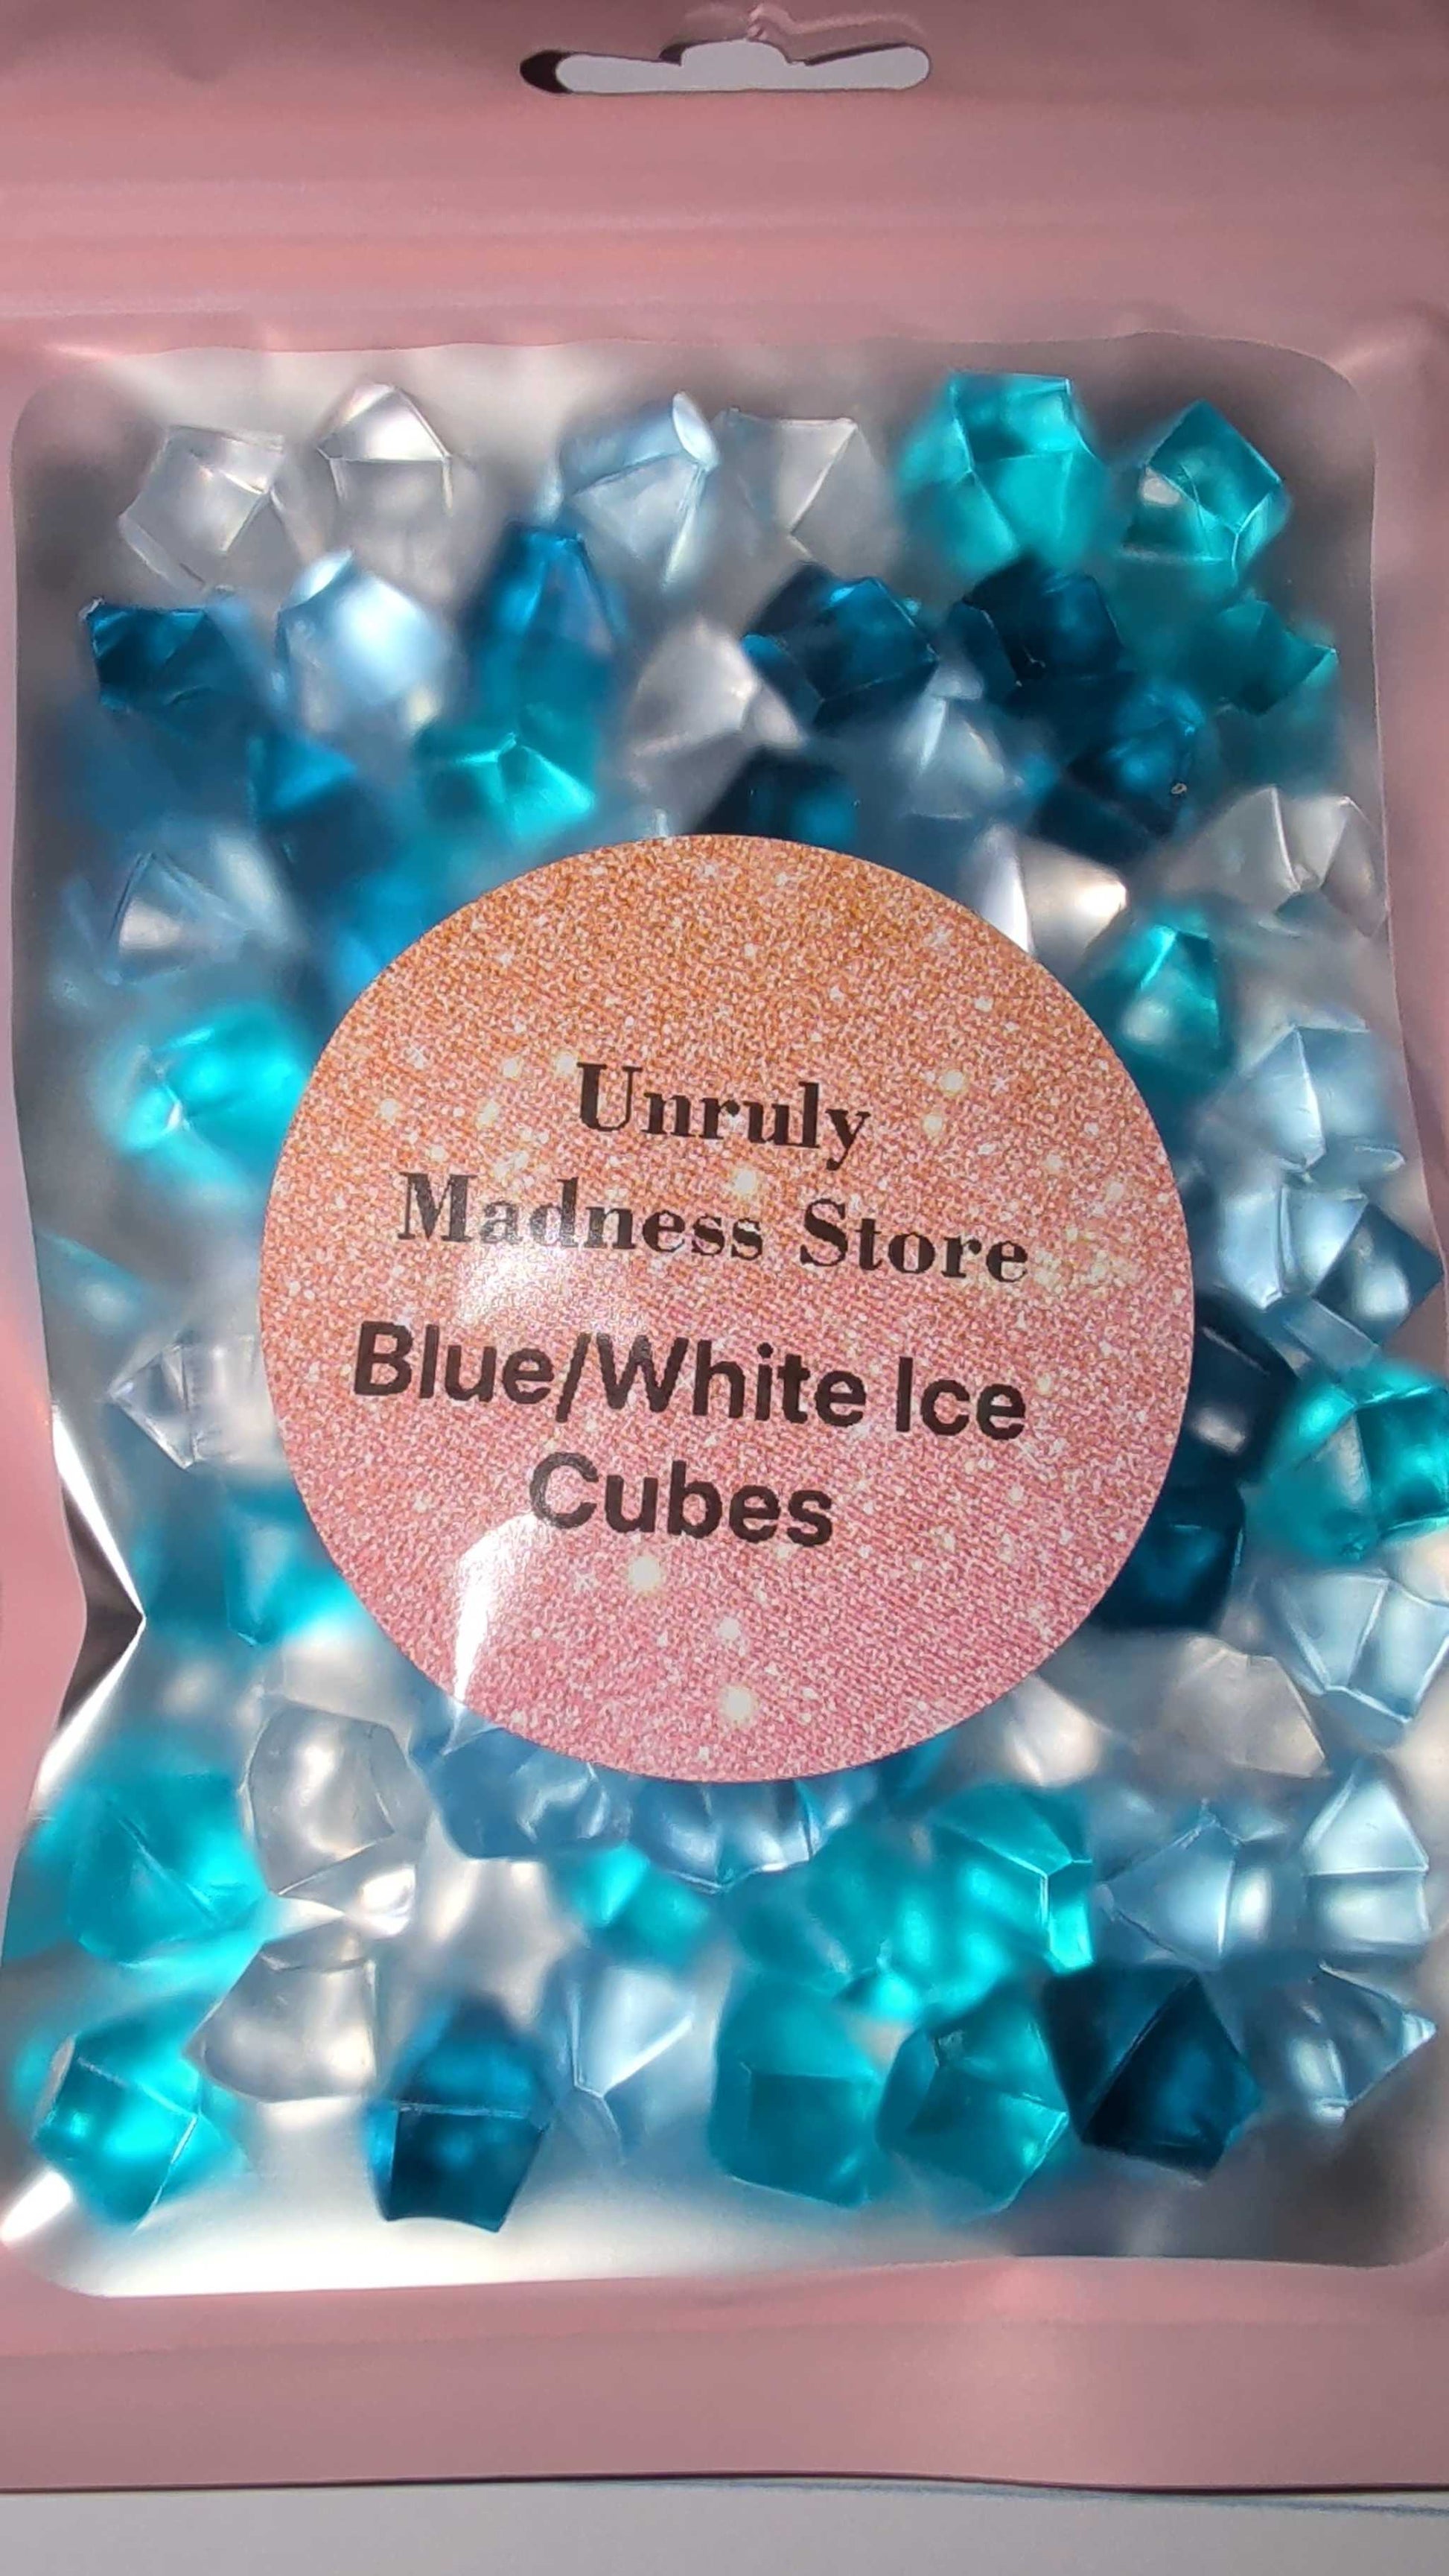 Unruly
Madness Store
Blue/White Ice
Cubes